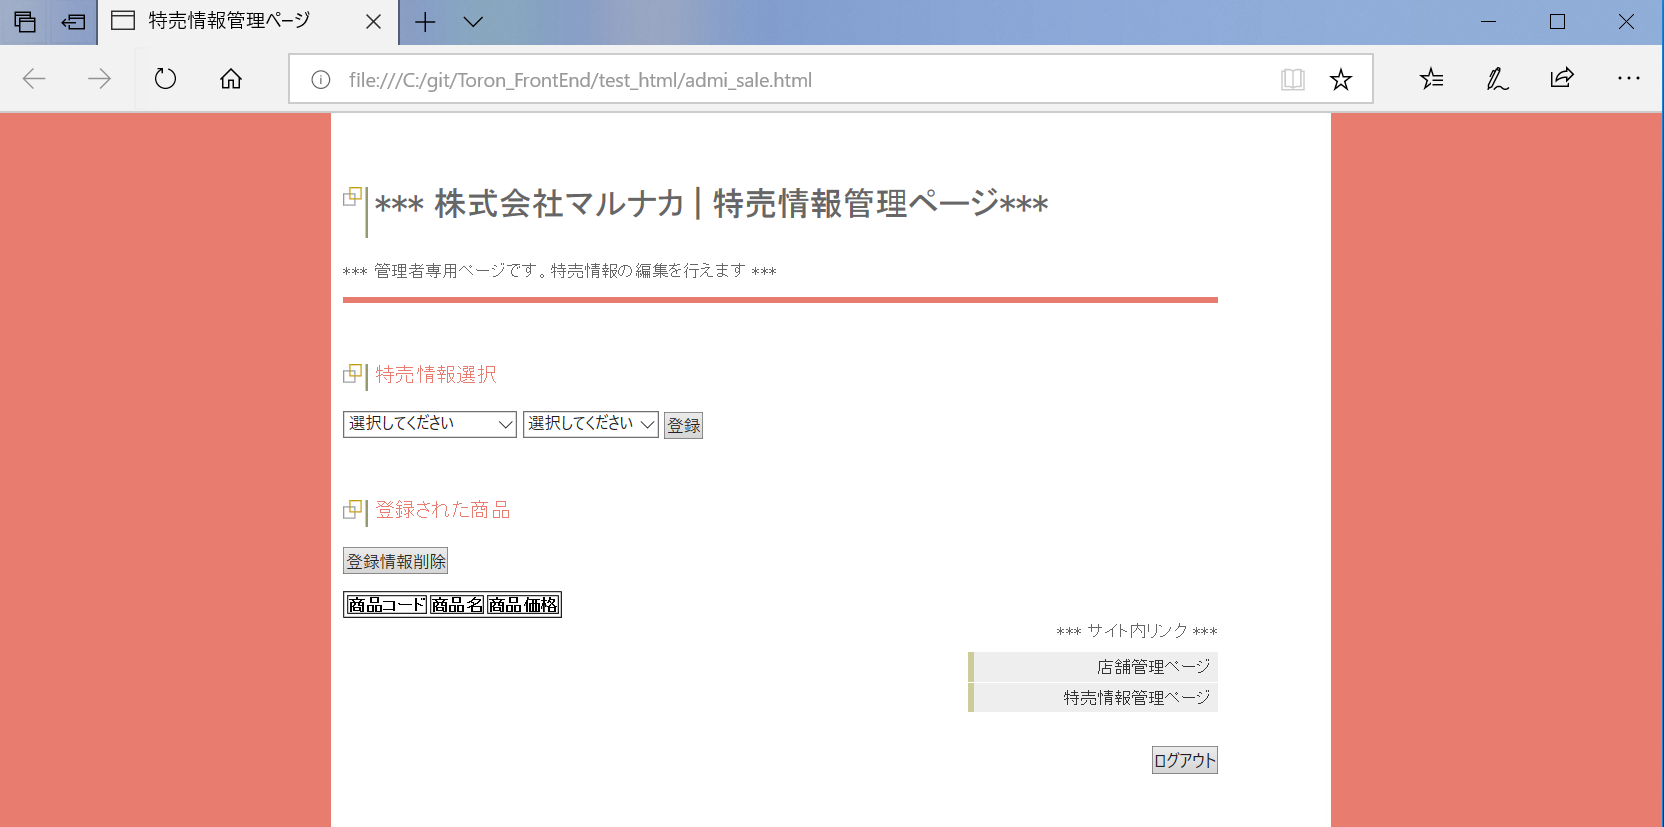 特売情報管理ページ
file:///C:/git/Toron_FrontEnd/test_html/admi_sale.html
*** 株式会社マルナカ | 特売情報管理ページ***
*** 管理者専用ページです。特売情報の編集を行えます ***
特売情報選択
選択してください 選択してください 登録
登録された商品
登録情報削除
商品コード 商品名 商品価格
*** サイト内リンク ***
店舗管理ページ
特売情報管理ページ
ログアウト